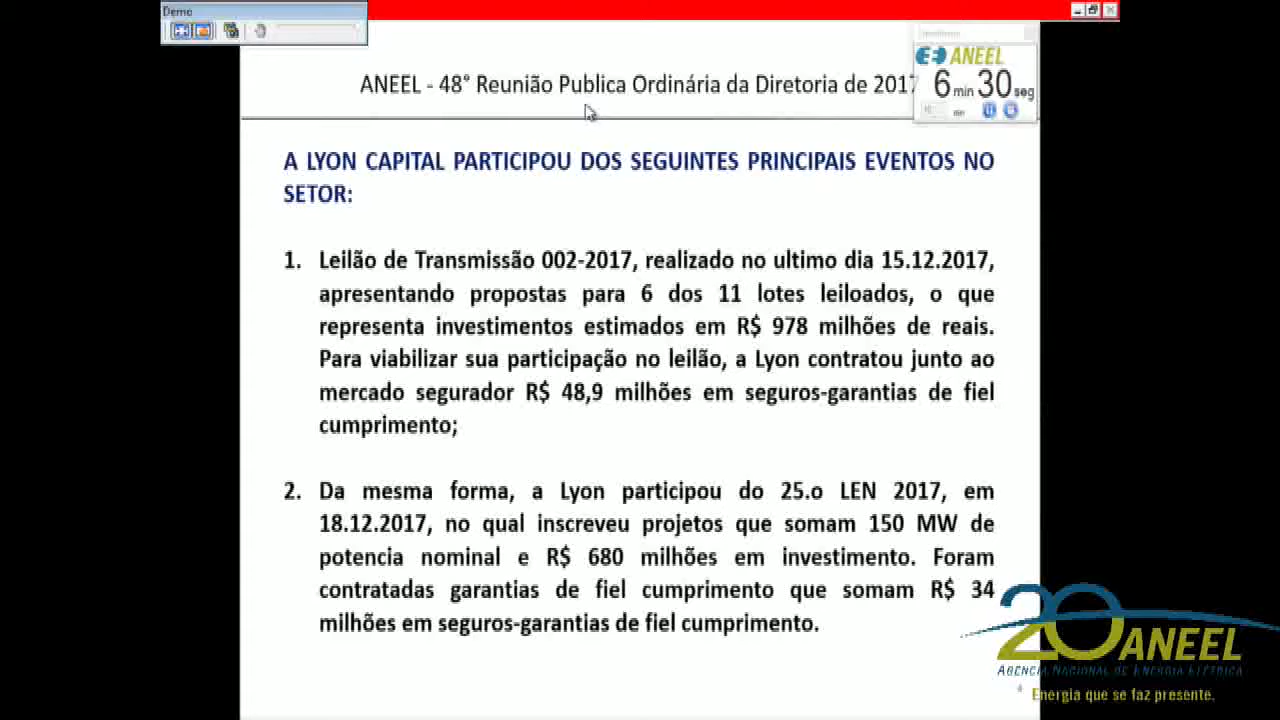 Demo
ANEEL - 48° Reunião Publica Ordinária da Diretoria de 2017
ANEEL
6 min 30 seg
A LYON CAPITAL PARTICIPOU DOS SEGUINTES PRINCIPAIS EVENTOS NO
SETOR:
1. Leilão de Transmissão 002-2017, realizado no ultimo dia 15.12.2017,
apresentando propostas para 6 dos 11 lotes leiloados, o que
representa investimentos estimados em R$ 978 milhões de reais.
Para viabilizar sua participação no leilão, a Lyon contratou junto ao
mercado segurador R$ 48,9 milhões em seguros-garantias de fiel
cumprimento;
2. Da mesma forma, a Lyon participou do 25.o LEN 2017, em
18.12.2017, no qual inscreveu projetos que somam 150 MW de
potencia nominal e R$ 680 milhões em investimento. Foram
contratadas garantias de fiel cumprimento que somam R$ 34
milhões em seguros-garantias de fiel cumprimento.
20 ANEEL
AGÊNCIA NACIONAL DE ENERGIA ELÉTRICA
Energia que se faz presente.